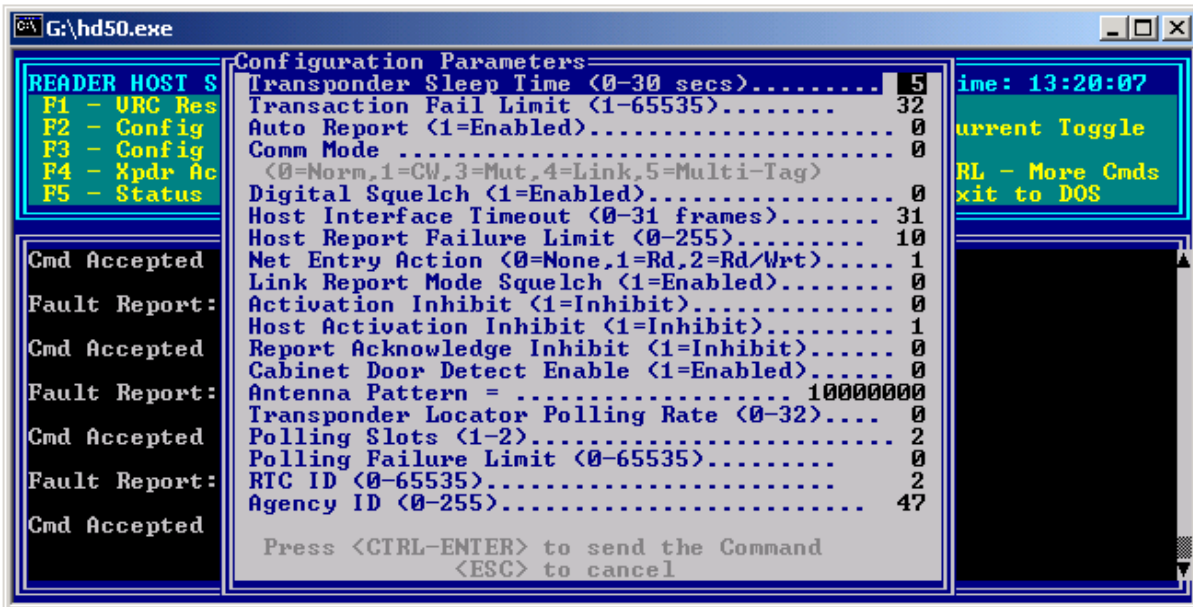 G:\hd50.exe
Configuration Parameters
READER HOST S
Transponder Sleep Time (0-30 secs)......... 5
ime: 13:20:07
F1 - VRC Res
Transaction Fail Limit (1-65535)......... 32
F2 - Config
Auto Report (1=Enabled)...................... 0
urrent Toggle
F3 - Config
Comm Mode ................................... 0
F4 - Xpdr Ac
(0=Norm,1=CW,3=Mut,4=Link,5=Multi-Tag)
RL - More Cmds
F5 - Status
Digital Squelch (1=Enabled).................. 0
xit to DOS
Host Interface Timeout (0-31 frames)....... 31
Host Report Failure Limit (0-255)......... 10
Cmd Accepted
Net Entry Action (0=None,1=Rd,2=Rd/Wrt)..... 1
Link Report Mode Squelch (1=Enabled)........ 0
Fault Report:
Activation Inhibit (1=Inhibit).............. 0
Host Activation Inhibit (1=Inhibit)......... 1
Cmd Accepted
Report Acknowledge Inhibit (1=Inhibit)...... 0
Cabinet Door Detect Enable (1=Enabled)...... 0
Fault Report:
Antenna Pattern = ................... 10000000
Transponder Locator Polling Rate (0-32).... 0
Cmd Accepted
Polling Slots (1-2)......................... 2
Polling Failure Limit (0-65535)......... 0
Fault Report:
RTC ID (0-65535)......................... 2
Agency ID (0-255).......................... 47
Cmd Accepted
Press <CTRL-ENTER> to send the Command
<ESC> to cancel